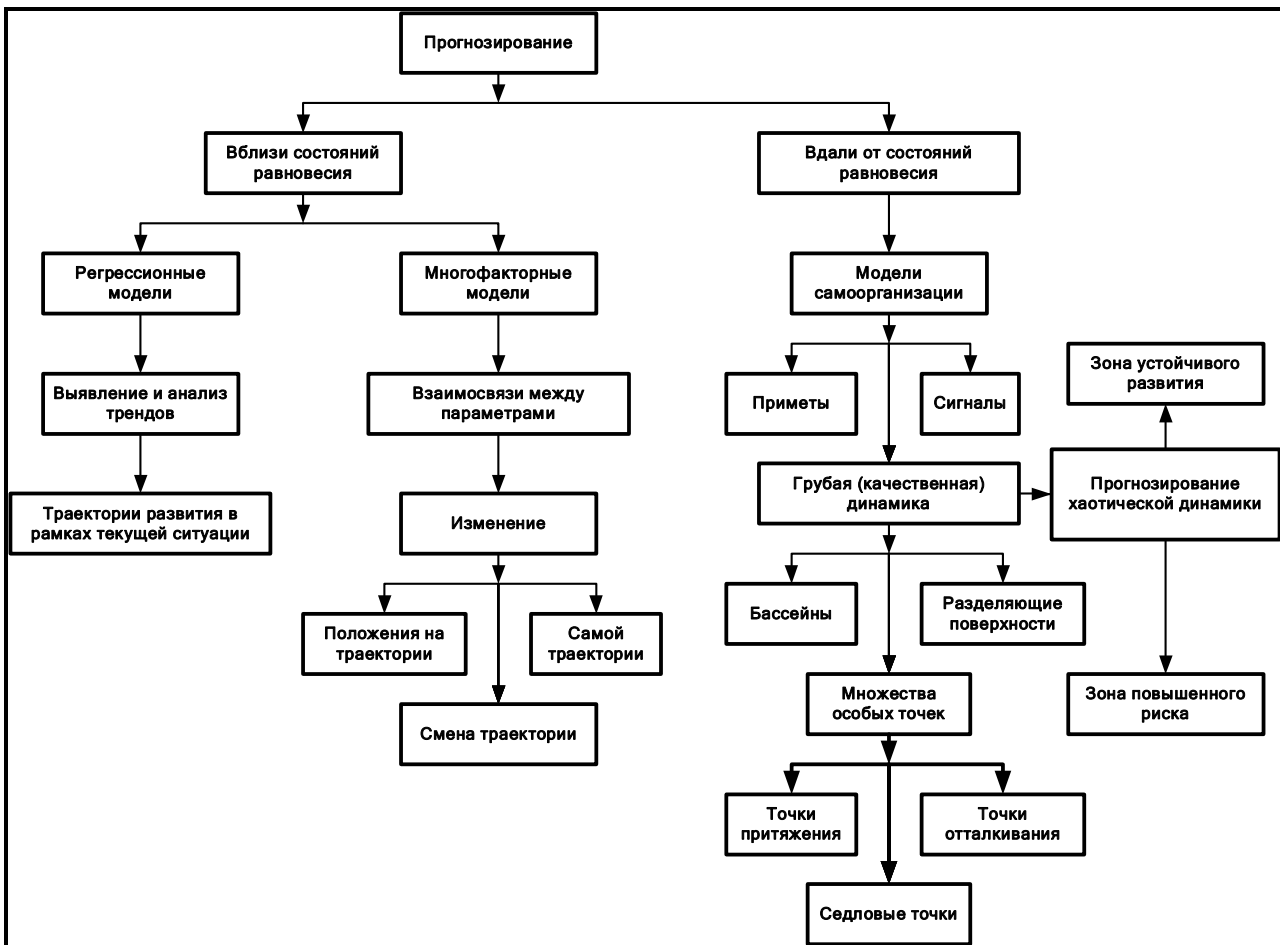 Прогнозирование
Вблизи состояний
равновесия
Вдали от состояний
равновесия
Регрессионные
модели
Многофакторные
модели
Модели
самоорганизации
Выявление и анализ
трендов
Взаимосвязи между
параметрами
Приметы
Сигналы
Зона устойчивого
развития
Траектории развития в
рамках текущей ситуации
Изменение
Грубая (качественная)
динамика
Прогнозирование
хаотической динамики
Положения на
траектории
Самой
траектории
Бассейны
Разделяющие
поверхности
Смена траектории
Множества
особых точек
Зона повышенного
риска
Точки
притяжения
Точки
отталкивания
Седловые точки